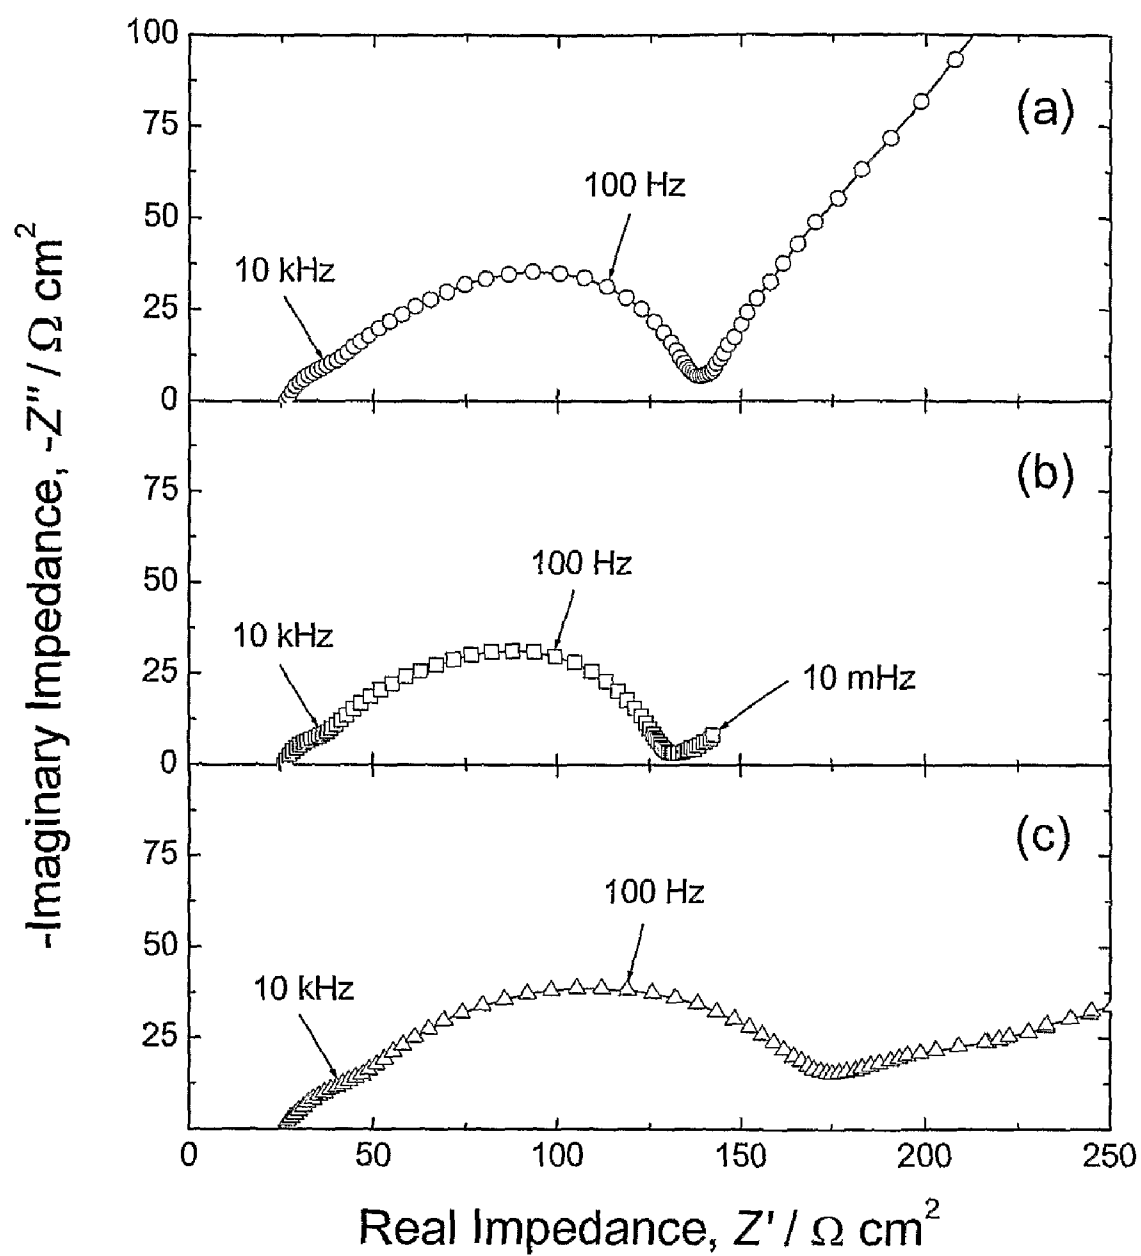 100
(a)
75
100 Hz
50
10 kHz
25
0
(b)
75
100 Hz
50
10 kHz
25
10 mHz
0
(c)
75
100 Hz
50
10 kHz
25
0 50 100 150 200 250
-Imaginary Impedance, -Z" / Ω cm²
Real Impedance, Z' / Ω cm²